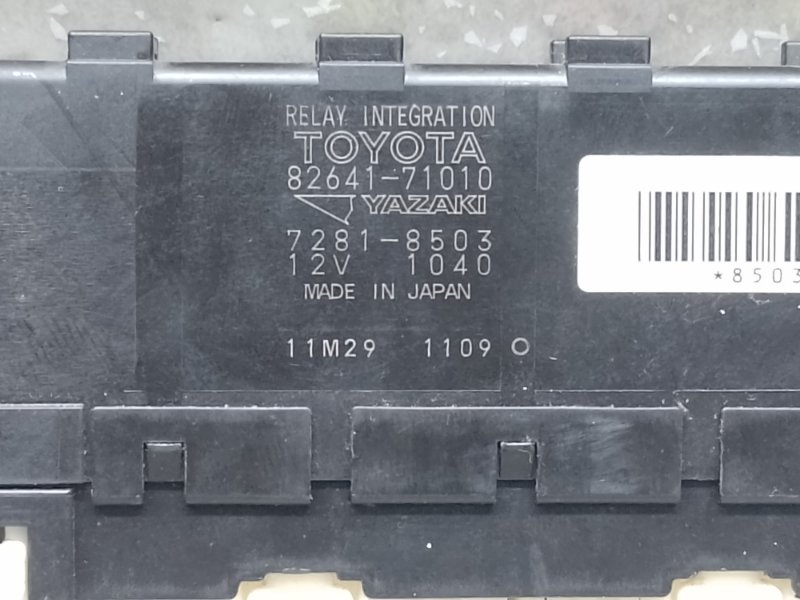 RELAY INTEGRATION
TOYOTA
82641-71010
YAZAKI
7281-8503
12V 1040
MADE IN JAPAN
11M29 1109
*8503